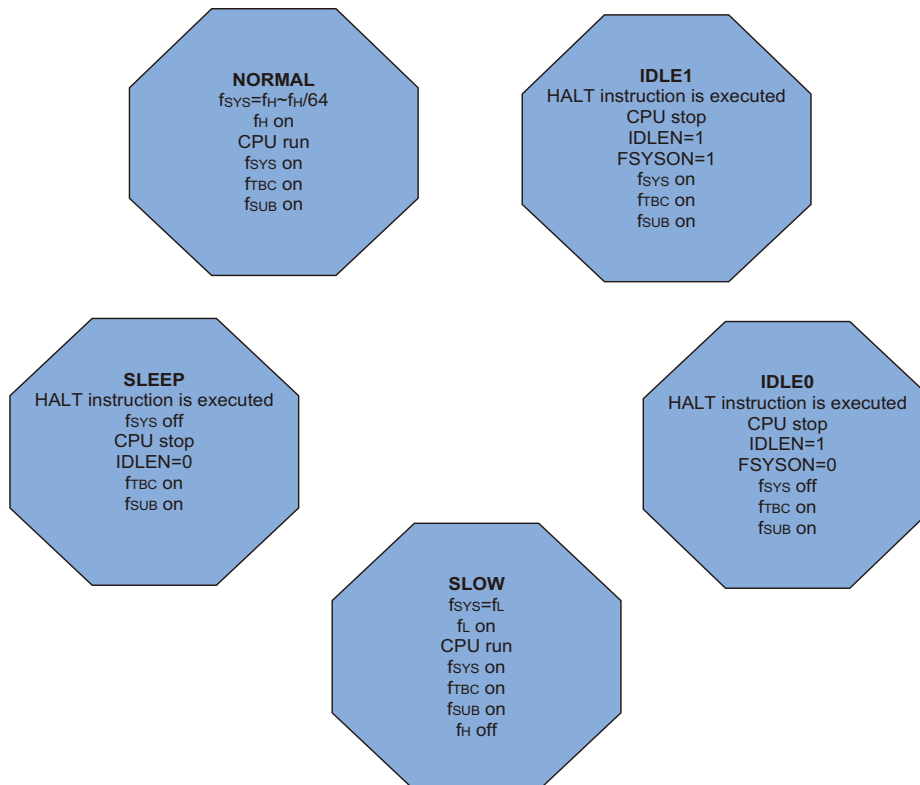 NORMAL
fSYS=fH~fH/64
fH on
CPU run
fSYS on
fTBC on
fSUB on
IDLE1
HALT instruction is executed
CPU stop
IDLEN=1
FSYSON=1
fSYS on
fTBC on
fSUB on
SLEEP
HALT instruction is executed
fSYS off
CPU stop
IDLEN=0
fTBC on
fSUB on
IDLE0
HALT instruction is executed
CPU stop
IDLEN=1
FSYSON=0
fSYS off
fTBC on
fSUB on
SLOW
fSYS=fL
fL on
CPU run
fSYS on
fTBC on
fSUB on
fH off